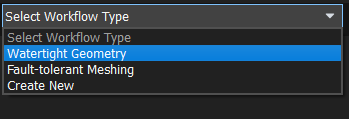 Select Workflow Type
Select Workflow Type
Watertight Geometry
Fault-tolerant Meshing
Create New